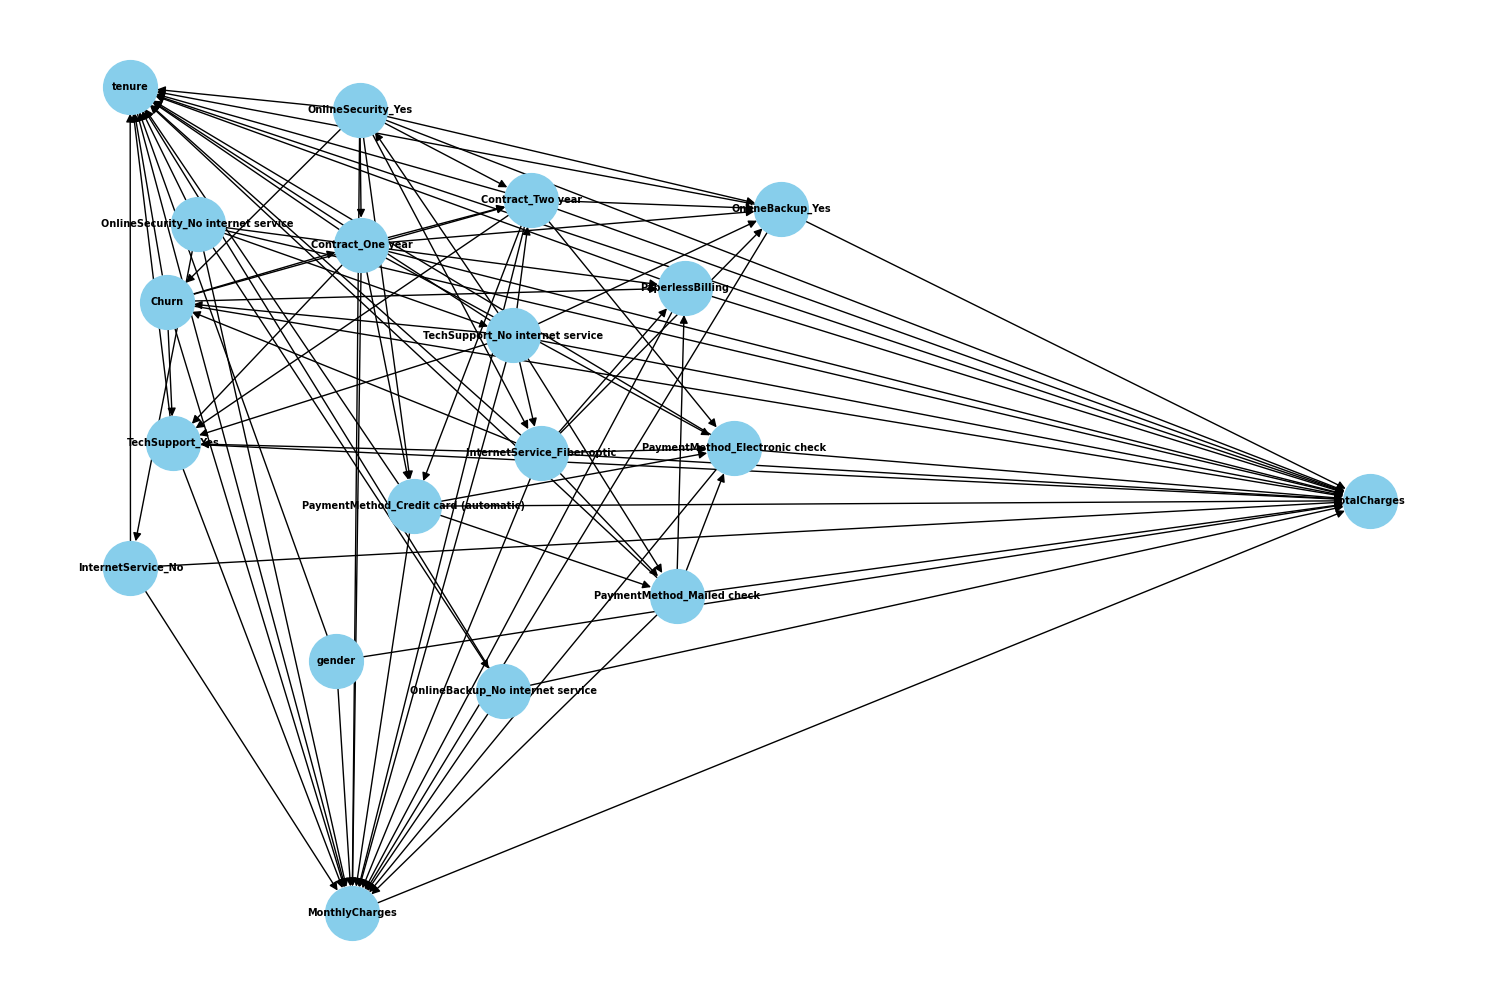 tenure
OnlineSecurity_Yes
Contract_Two year
OnlineBackup_Yes
OnlineSecurity_No internet service
Contract_One year
PaperlessBilling
Churn
TechSupport_No internet service
TechSupport_Yes
InternetService_Fiber optic
PaymentMethod_Electronic check
PaymentMethod_Credit card (automatic)
TotalCharges
InternetService_No
PaymentMethod_Mailed check
gender
OnlineBackup_No internet service
MonthlyCharges